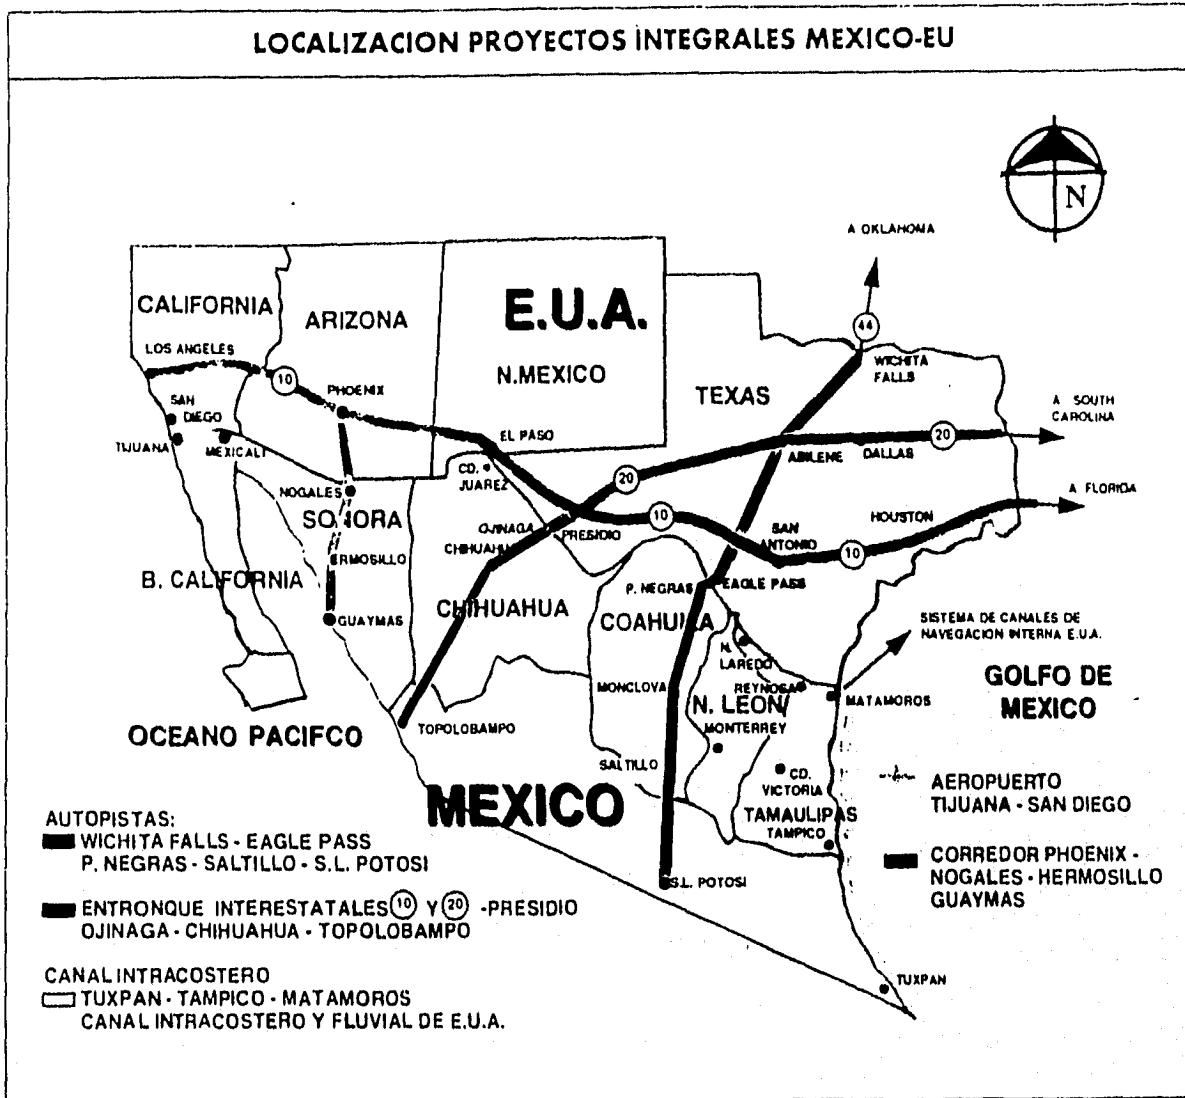 LOCALIZACION PROYECTOS INTEGRALES MEXICO-EU
N
A OKLAHOMA
44
CALIFORNIA
ARIZONA
E.U.A.
LOS ANGELES
10
PHOENIX
N.MEXICO
TEXAS
WICHITA
FALLS
SAN
DIEGO
TIJUANA
MEXICALI
EL PASO
CD.
JUAREZ
20
ABILENE
DALLAS
20
A SOUTH
CAROLINA
NOGALES
SONORA
OJINAGA
CHIHUAHU
PRESIDIO
10
SAN
ANTONIO
HOUSTON
10
A FLORIDA
ERMOSILLO
B. CALIFORNIA
GUAYMAS
CHIHUAHUA
COAHUILA
P. NEGRAS
EAGLE PASS
N.
LAREDO
SISTEMA DE CANALES DE
NAVEGACION INTERNA E.U.A.
MONCLOVA
REYNOSA
N. LEON
MONTERREY
MATAMOROS
GOLFO DE
MEXICO
OCEANO PACIFCO
TOPOLOBAMPO
SALTILLO
CD.
VICTORIA
MEXICO
TAMAULIPAS
TAMPICO
S.L. POTOSI
TUXPAN
AUTOPISTAS:
WICHITA FALLS - EAGLE PASS
P. NEGRAS - SALTILLO - S.L. POTOSI
ENTRONQUE INTERESTATALES 10 Y 20 -PRESIDIO
OJINAGA - CHIHUAHUA - TOPOLOBAMPO
CANAL INTRACOSTERO
TUXPAN - TAMPICO - MATAMOROS
CANAL INTRACOSTERO Y FLUVIAL DE E.U.A.
AEROPUERTO
TIJUANA - SAN DIEGO
CORREDOR PHOENIX -
NOGALES - HERMOSILLO
GUAYMAS